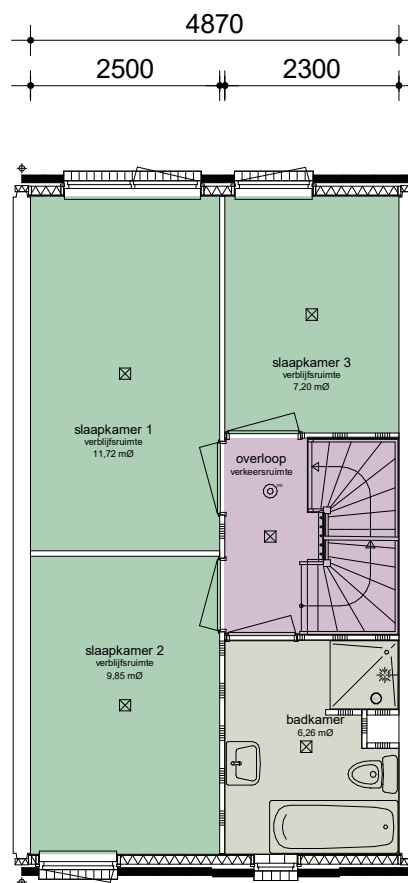 4870
2500 2300
slaapkamer 3
verblijfsruimte
7,20 mØ
slaapkamer 1
verblijfsruimte
11,72 mØ
overloop
verkeersruimte
slaapkamer 2
verblijfsruimte
9,85 mØ
badkamer
6,26 mØ